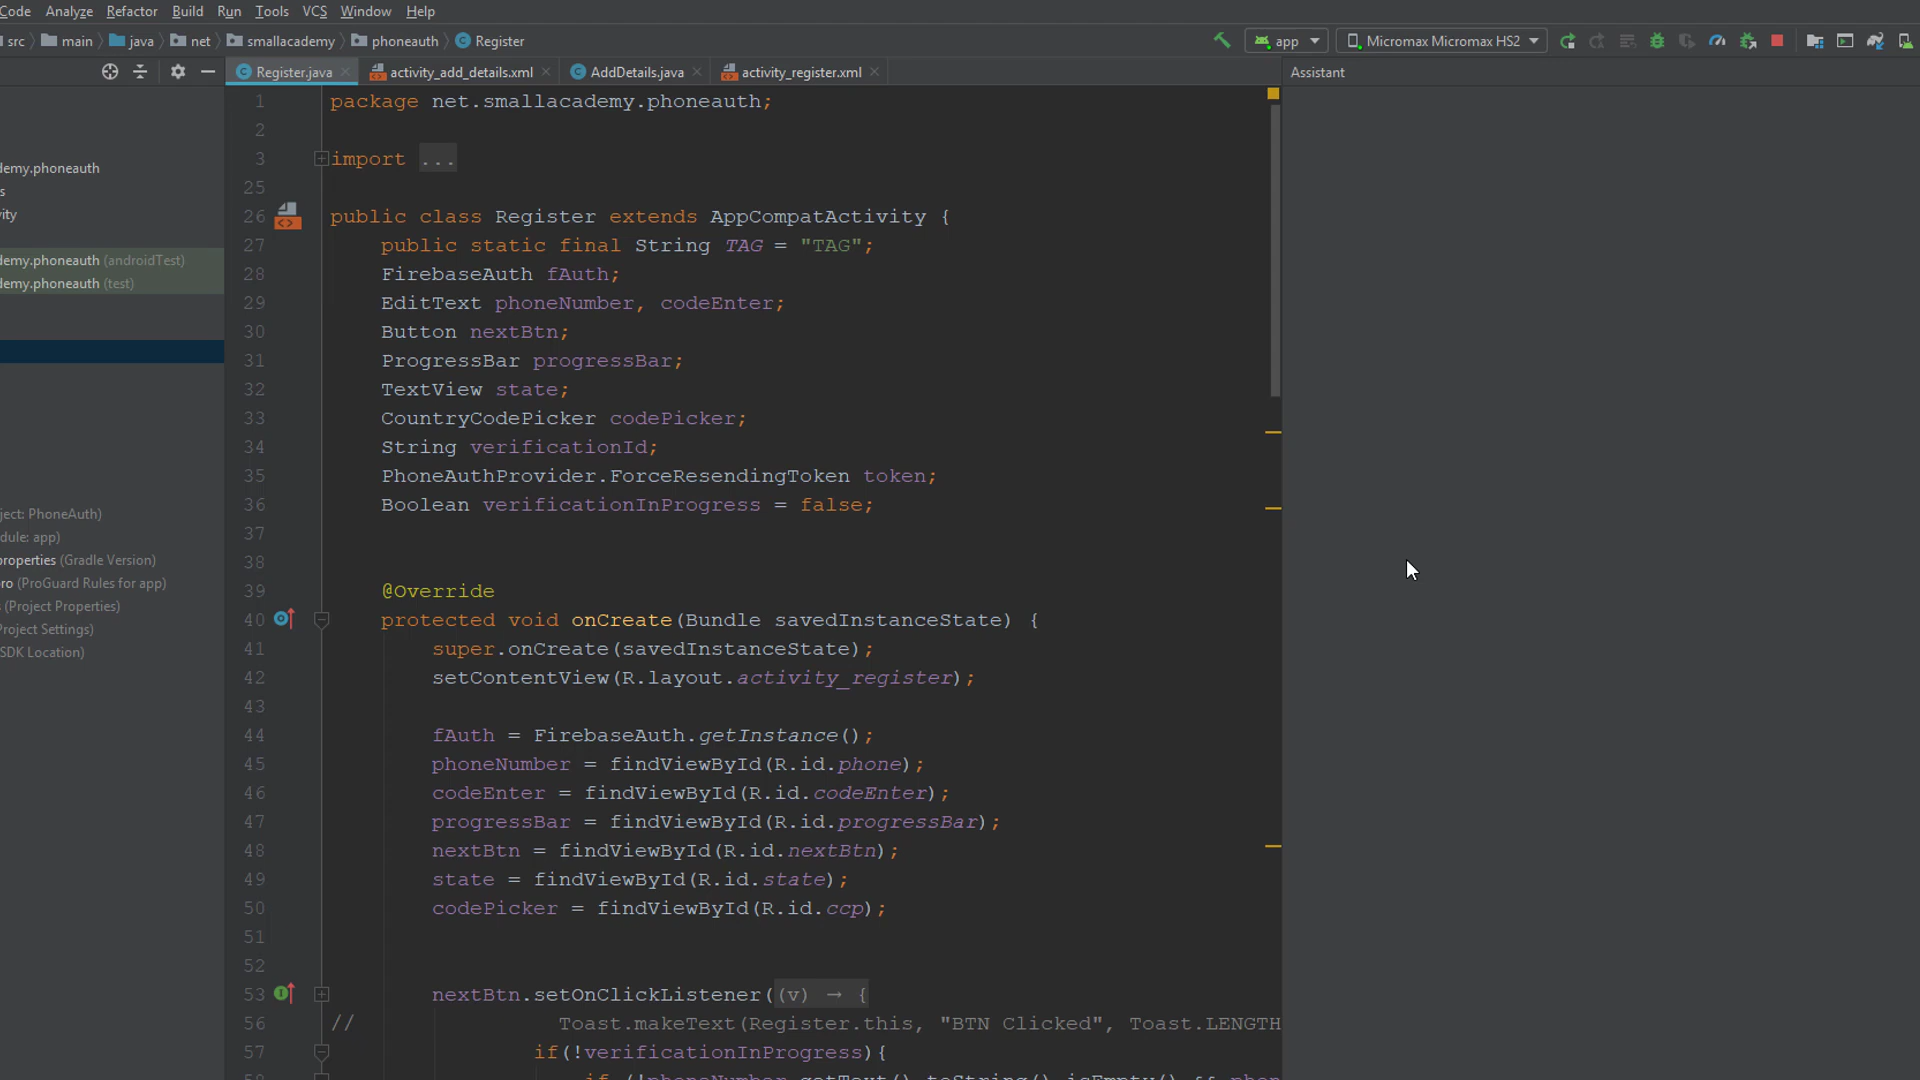 Code Analyze Refactor Build Run Tools VCS Window Help
src main java net smallacademy phoneauth Register
app Micromax Micromax HS2
Register.java activity_add_details.xml AddDetails.java activity_register.xml Assistant
demy.phoneauth
s
vity
demy.phoneauth (androidTest)
demy.phoneauth (test)
ject: PhoneAuth)
dule: app)
properties (Gradle Version)
ro (ProGuard Rules for app)
s (Project Properties)
Project Settings)
SDK Location)
1 package net.smallacademy.phoneauth;
2
3 import ...
25
26 public class Register extends AppCompatActivity {
27 public static final String TAG = "TAG";
28 FirebaseAuth fAuth;
29 EditText phoneNumber, codeEnter;
30 Button nextBtn;
31 ProgressBar progressBar;
32 TextView state;
33 CountryCodePicker codePicker;
34 String verificationId;
35 PhoneAuthProvider.ForceResendingToken token;
36 Boolean verificationInProgress = false;
37
38
39 @Override
40 protected void onCreate(Bundle savedInstanceState) {
41 super.onCreate(savedInstanceState);
42 setContentView(R.layout.activity_register);
43
44 fAuth = FirebaseAuth.getInstance();
45 phoneNumber = findViewById(R.id.phone);
46 codeEnter = findViewById(R.id.codeEnter);
47 progressBar = findViewById(R.id.progressBar);
48 nextBtn = findViewById(R.id.nextBtn);
49 state = findViewById(R.id.state);
50 codePicker = findViewById(R.id.ccp);
51
52
53 nextBtn.setOnClickListener((v) → {
56 // Toast.makeText(Register.this, "BTN Clicked", Toast.LENGTH
57 if(!verificationInProgress){
58 if (!phoneNumber.getText().toString().isEmpty() && phon